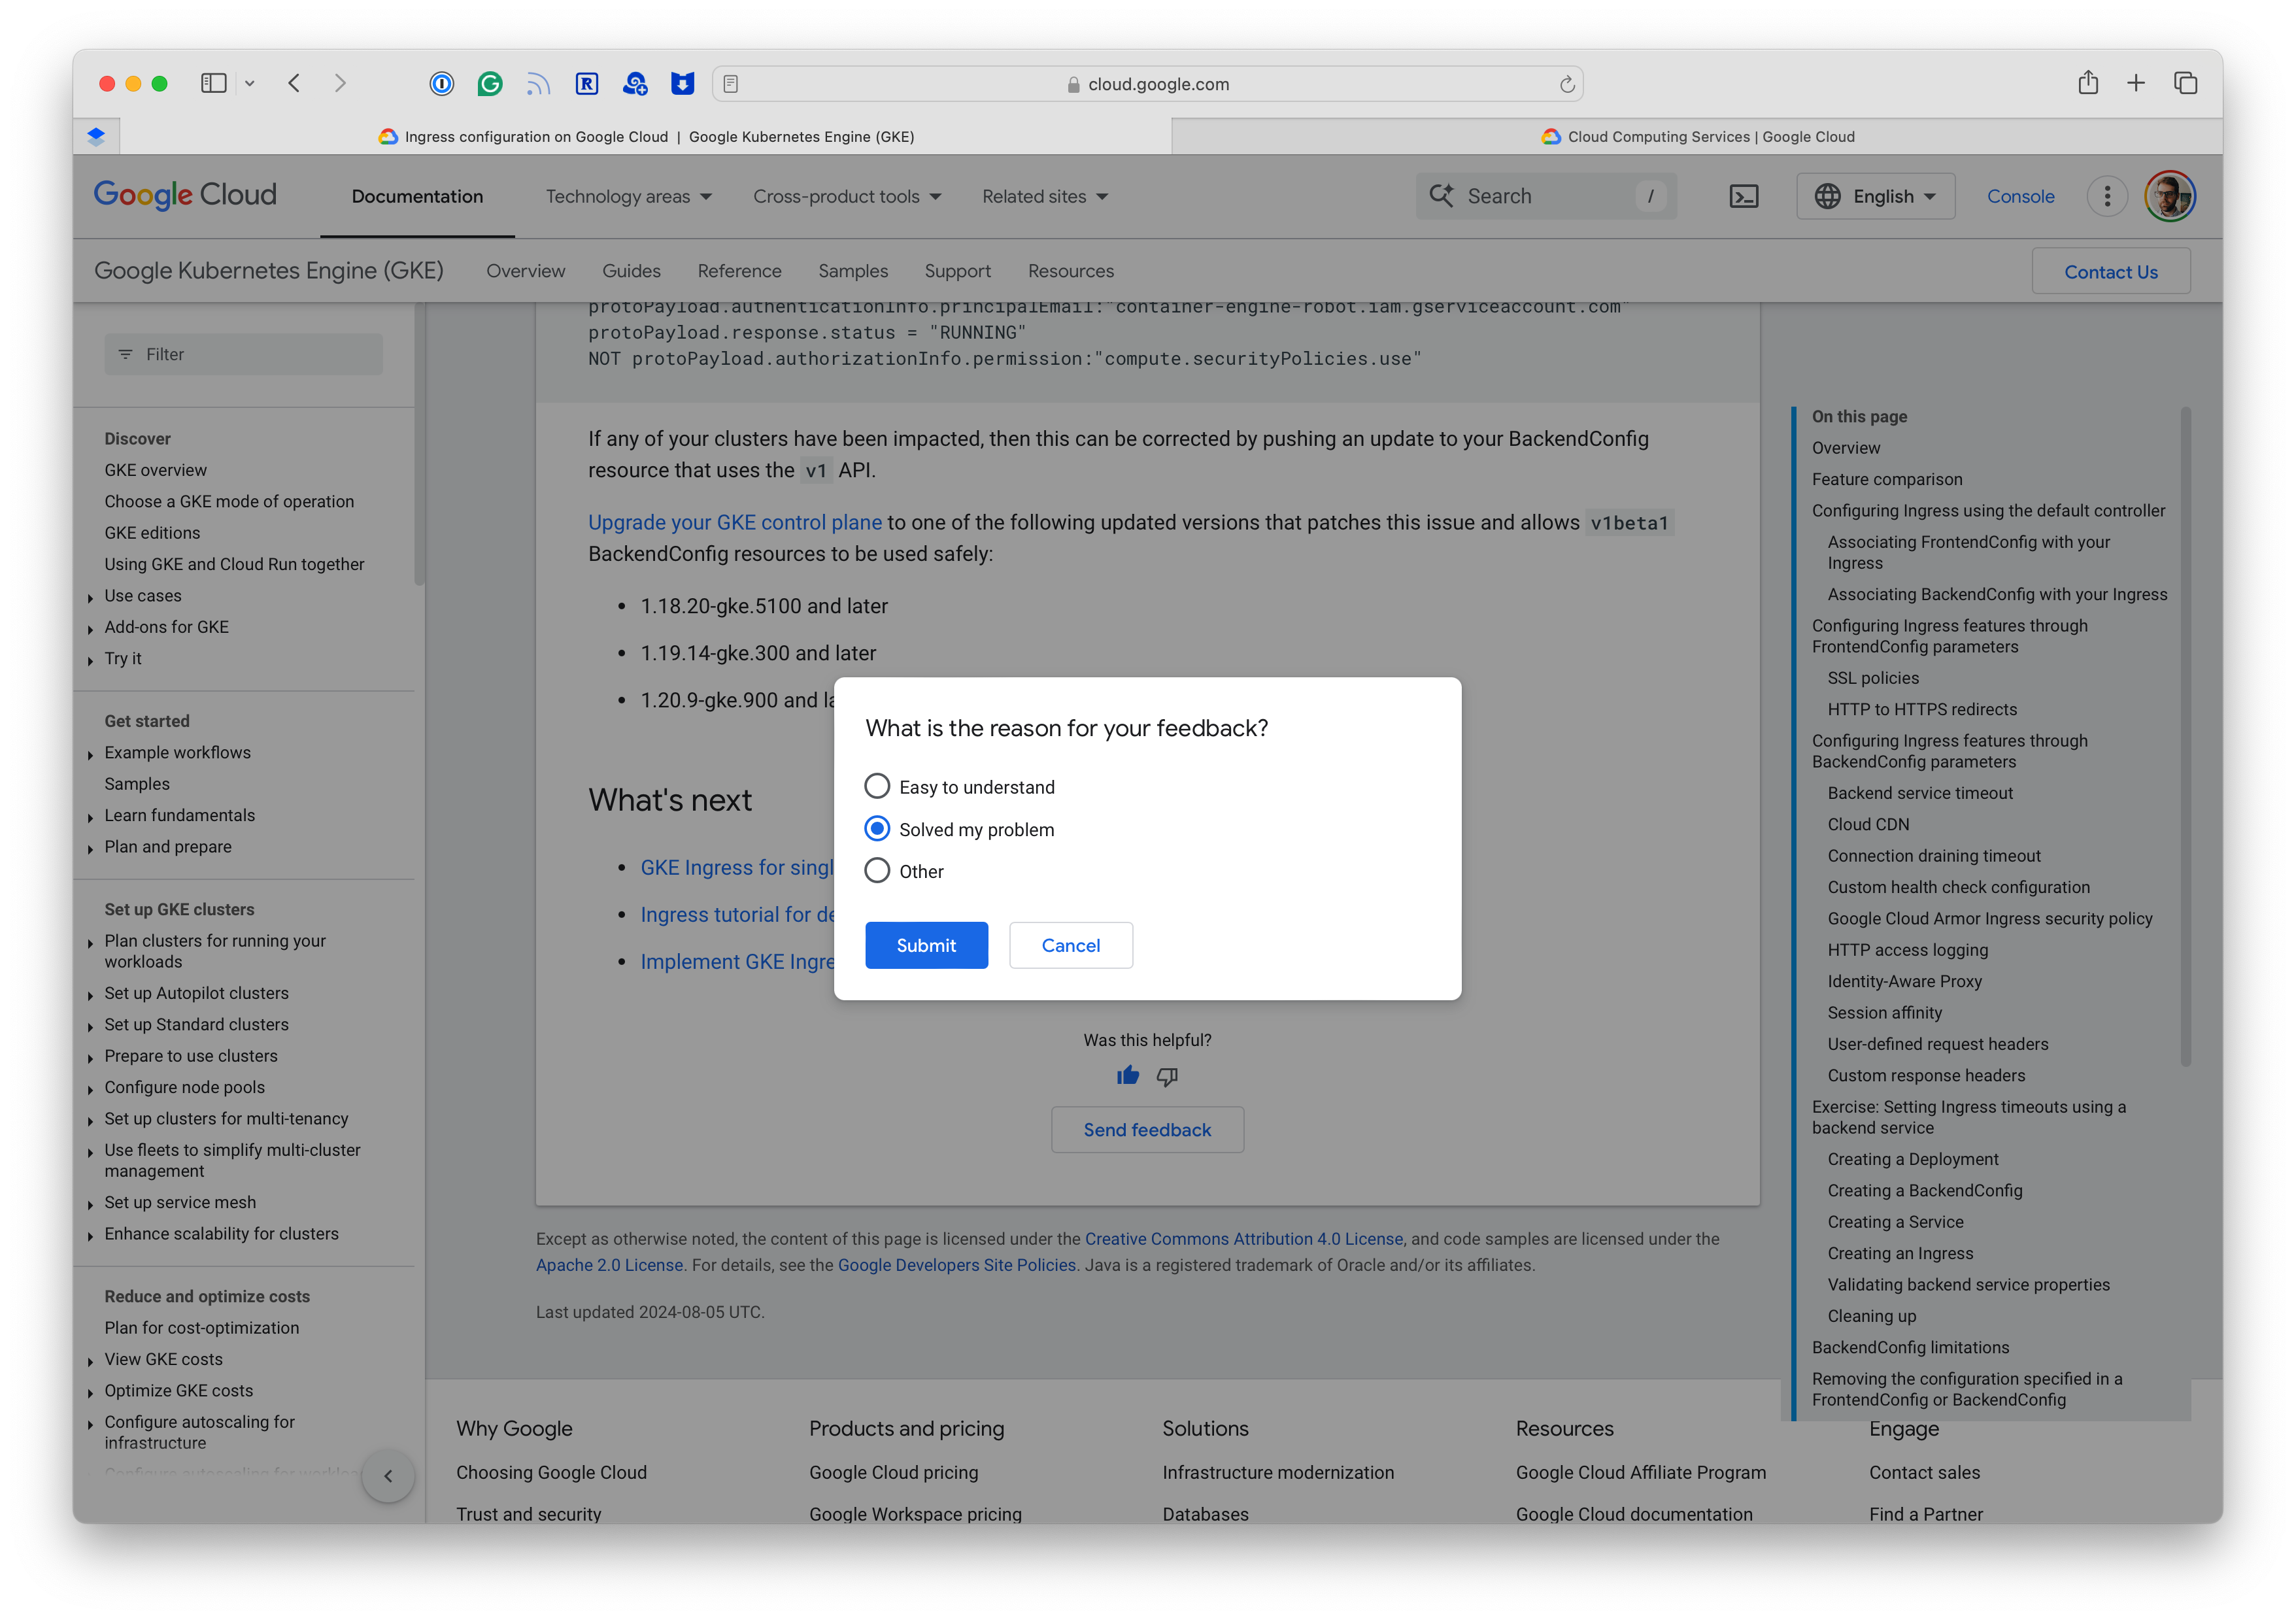 cloud.google.com
Ingress configuration on Google Cloud | Google Kubernetes Engine (GKE)
Cloud Computing Services | Google Cloud
Google Cloud
Documentation
Technology areas
Cross-product tools
Related sites
Search
/
English
Console
Google Kubernetes Engine (GKE)
Overview
Guides
Reference
Samples
Support
Resources
Contact Us
Filter
Discover
GKE overview
Choose a GKE mode of operation
GKE editions
Using GKE and Cloud Run together
Use cases
Add-ons for GKE
Try it
Get started
Example workflows
Samples
Learn fundamentals
Plan and prepare
Set up GKE clusters
Plan clusters for running your
workloads
Set up Autopilot clusters
Set up Standard clusters
Prepare to use clusters
Configure node pools
Set up clusters for multi-tenancy
Use fleets to simplify multi-cluster
management
Set up service mesh
Enhance scalability for clusters
Reduce and optimize costs
Plan for cost-optimization
View GKE costs
Optimize GKE costs
Configure autoscaling for
infrastructure
Configure autoscaling for
protoPayload.authenticationInfo.principalEmail:"container-engine-robot.iam.gserviceaccount.com"
protoPayload.response.status = "RUNNING"
NOT protoPayload.authorizationInfo.permission:"compute.securityPolicies.use"
If any of your clusters have been impacted, then this can be corrected by pushing an update to your BackendConfig
resource that uses the v1 API.
Upgrade your GKE control plane to one of the following updated versions that patches this issue and allows v1beta1
BackendConfig resources to be used safely:
• 1.18.20-gke.5100 and later
• 1.19.14-gke.300 and later
• 1.20.9-gke.900 and la
What's next
• GKE Ingress for singl
• Ingress tutorial for de
• Implement GKE Ingre
What is the reason for your feedback?
Easy to understand
Solved my problem
Other
Submit
Cancel
Was this helpful?
Send feedback
Except as otherwise noted, the content of this page is licensed under the Creative Commons Attribution 4.0 License, and code samples are licensed under the
Apache 2.0 License. For details, see the Google Developers Site Policies. Java is a registered trademark of Oracle and/or its affiliates.
Last updated 2024-08-05 UTC.
On this page
Overview
Feature comparison
Configuring Ingress using the default controller
Associating FrontendConfig with your
Ingress
Associating BackendConfig with your Ingress
Configuring Ingress features through
FrontendConfig parameters
SSL policies
HTTP to HTTPS redirects
Configuring Ingress features through
BackendConfig parameters
Backend service timeout
Cloud CDN
Connection draining timeout
Custom health check configuration
Google Cloud Armor Ingress security policy
HTTP access logging
Identity-Aware Proxy
Session affinity
User-defined request headers
Custom response headers
Exercise: Setting Ingress timeouts using a
backend service
Creating a Deployment
Creating a BackendConfig
Creating a Service
Creating an Ingress
Validating backend service properties
Cleaning up
BackendConfig limitations
Removing the configuration specified in a
FrontendConfig or BackendConfig
Why Google
Choosing Google Cloud
Trust and security
Products and pricing
Google Cloud pricing
Google Workspace pricing
Solutions
Infrastructure modernization
Databases
Resources
Google Cloud Affiliate Program
Google Cloud documentation
Engage
Contact sales
Find a Partner